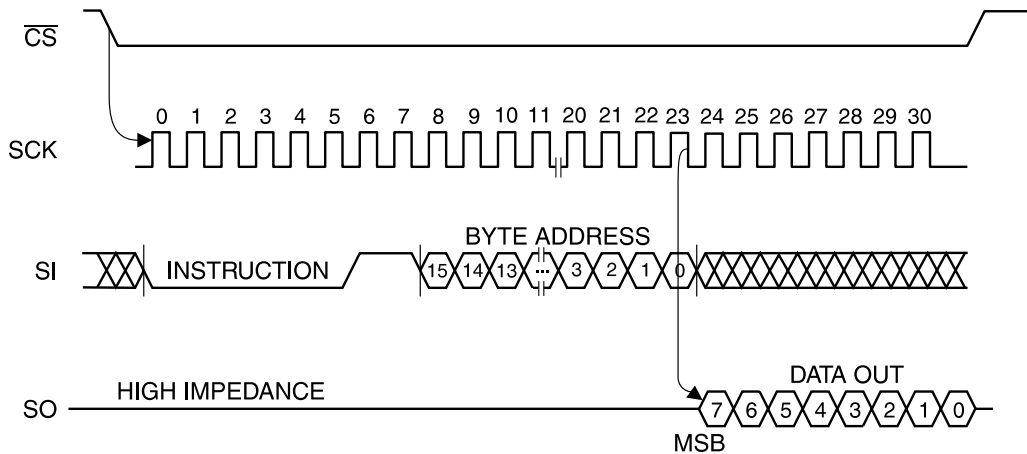 CS
0 1 2 3 4 5 6 7 8 9 10 11 20 21 22 23 24 25 26 27 28 29 30
SCK
BYTE ADDRESS
SI
INSTRUCTION
15 14 13 ... 3 2 1 0
DATA OUT
HIGH IMPEDANCE
SO
7 6 5 4 3 2 1 0
MSB